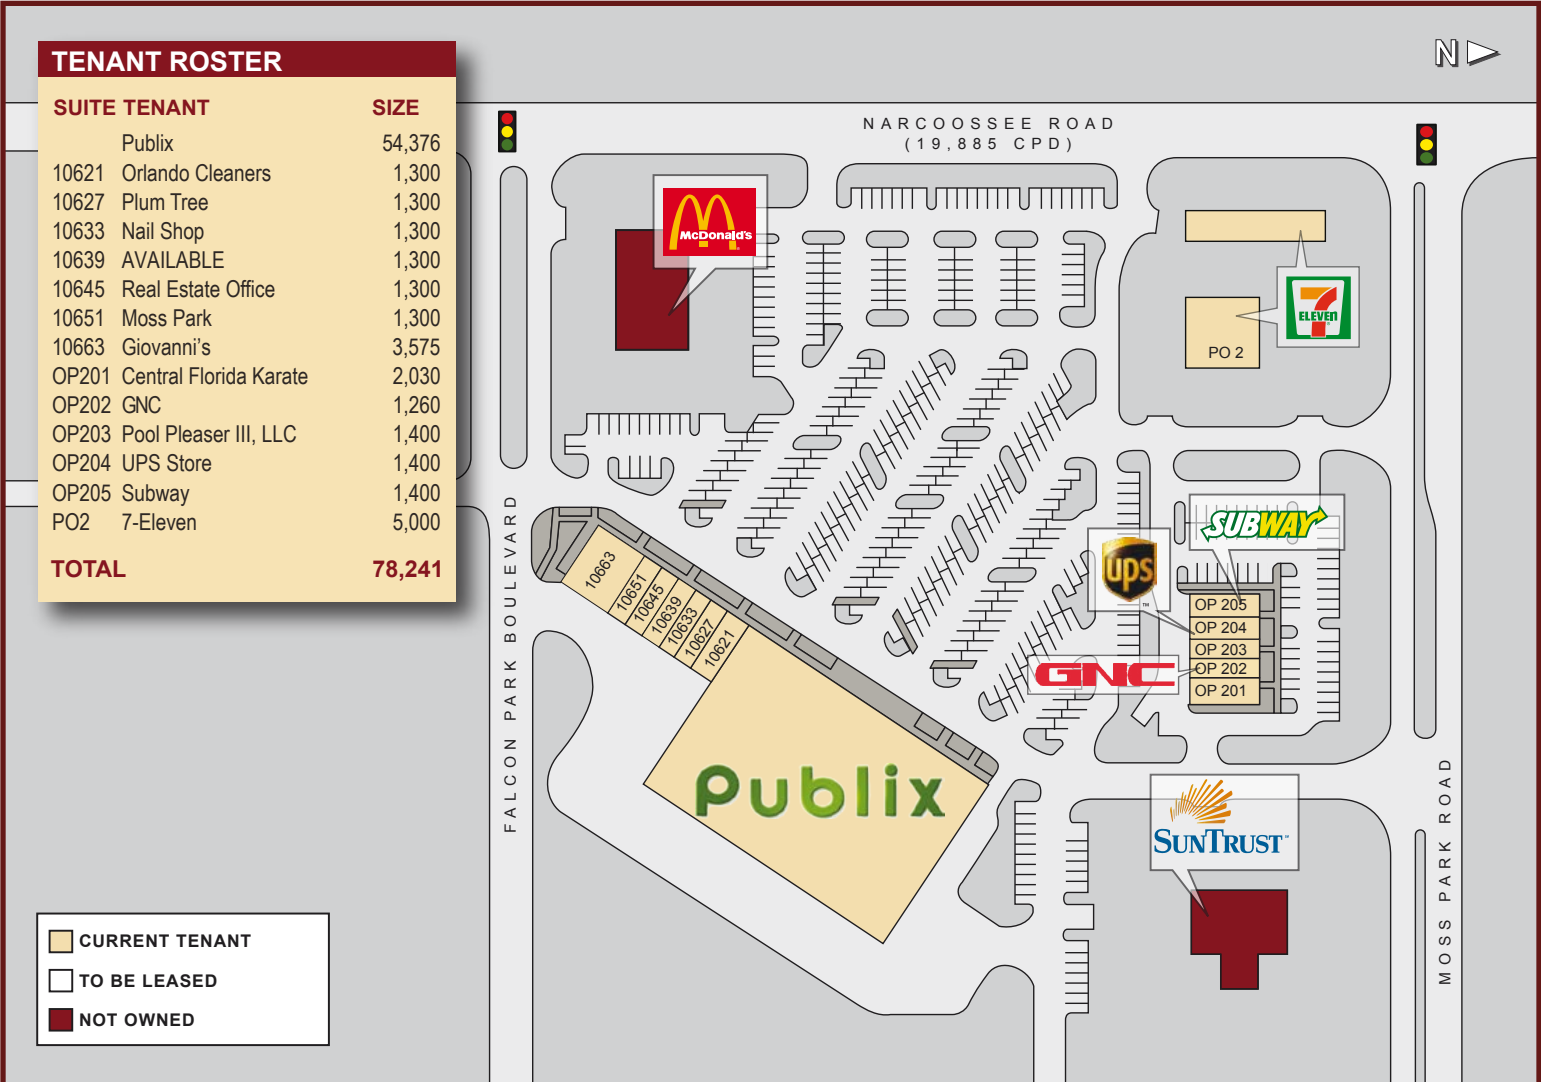 TENANT ROSTER
SUITE TENANT SIZE
Publix 54,376
10621 Orlando Cleaners 1,300
10627 Plum Tree 1,300
10633 Nail Shop 1,300
10639 AVAILABLE 1,300
10645 Real Estate Office 1,300
10651 Moss Park 1,300
10663 Giovanni's 3,575
OP201 Central Florida Karate 2,030
OP202 GNC 1,260
OP203 Pool Pleaser III, LLC 1,400
OP204 UPS Store 1,400
OP205 Subway 1,400
PO2 7-Eleven 5,000
TOTAL 78,241
N
NARCOOSSEE ROAD
(19,885 CPD)
McDonald's
7
ELEVEn
PO 2
FALCON PARK BOULEVARD
SUBWAY
ups
TM
GNC
OP 205
OP 204
OP 203
OP 202
OP 201
10663
10651
10645
10639
10633
10627
10621
Publix
SUNTRUST
MOSS PARK ROAD
CURRENT TENANT
TO BE LEASED
NOT OWNED